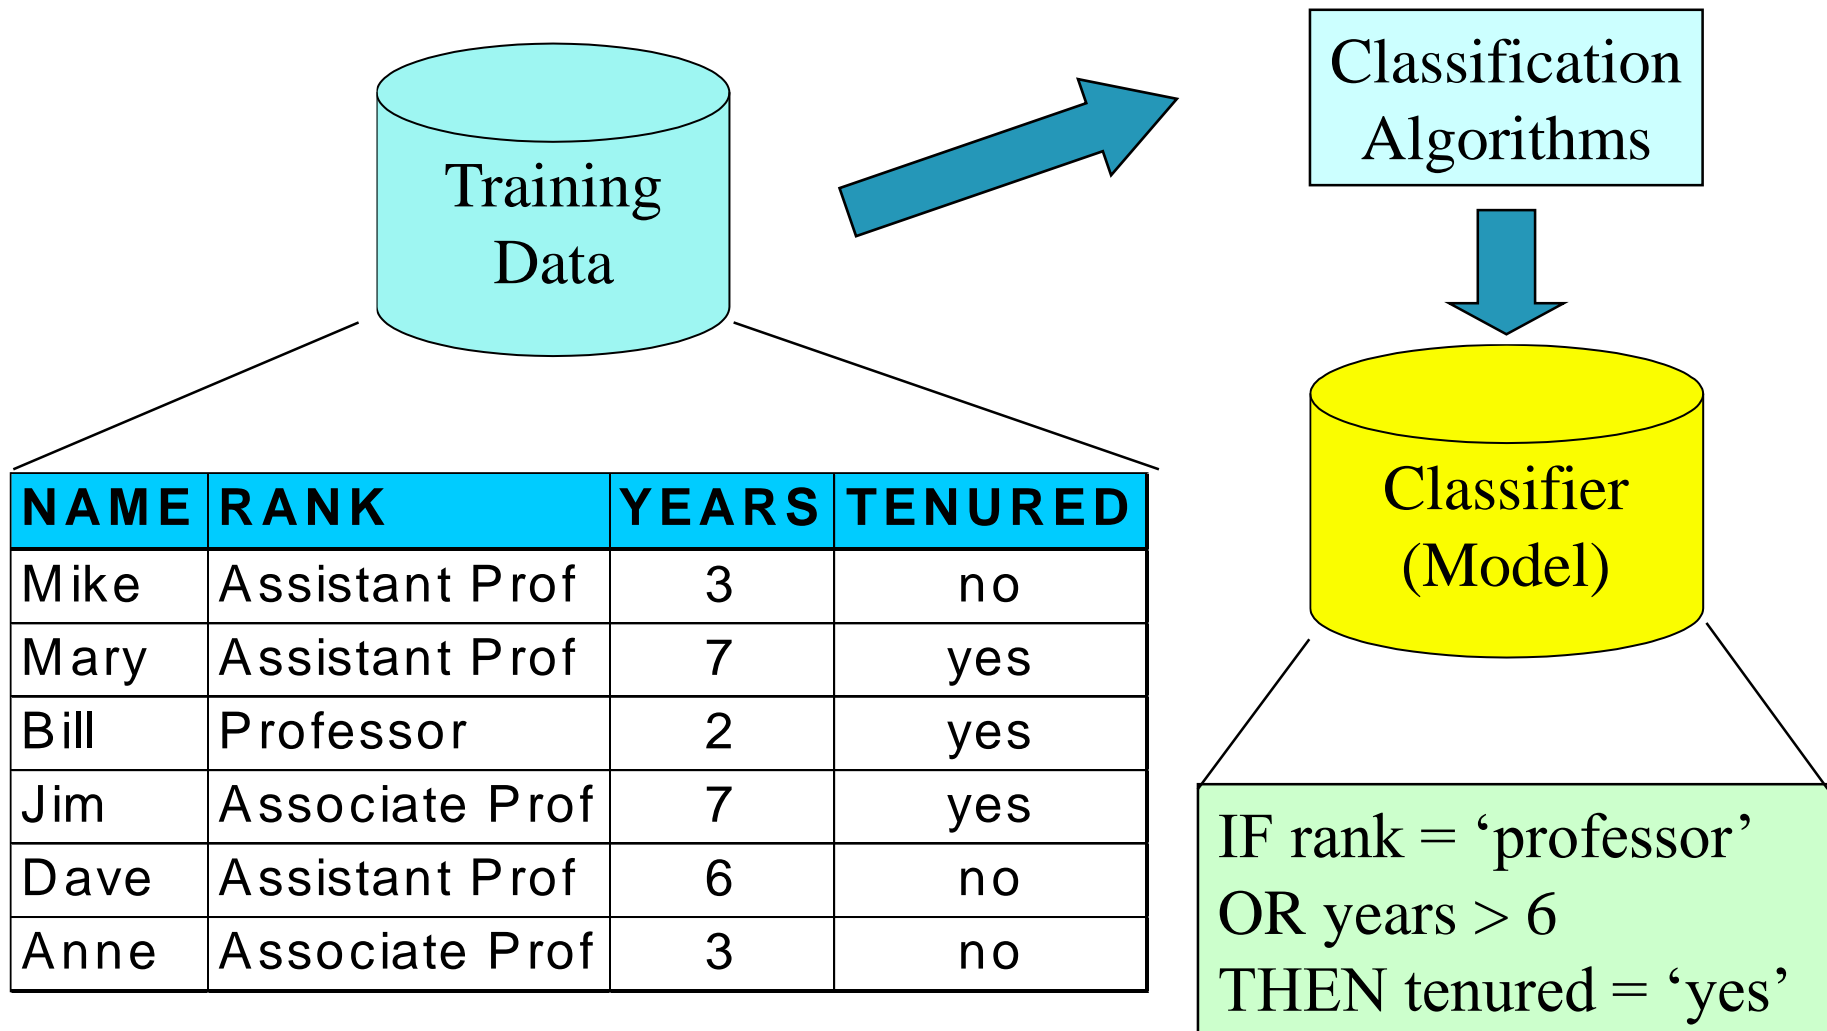 Training
Data
Classification
Algorithms
NAME RANK YEARS TENURED
Mike Assistant Prof 3 no
Mary Assistant Prof 7 yes
Bill Professor 2 yes
Jim Associate Prof 7 yes
Dave Assistant Prof 6 no
Anne Associate Prof 3 no
Classifier
(Model)
IF rank = ‘professor’
OR years > 6
THEN tenured = ‘yes’